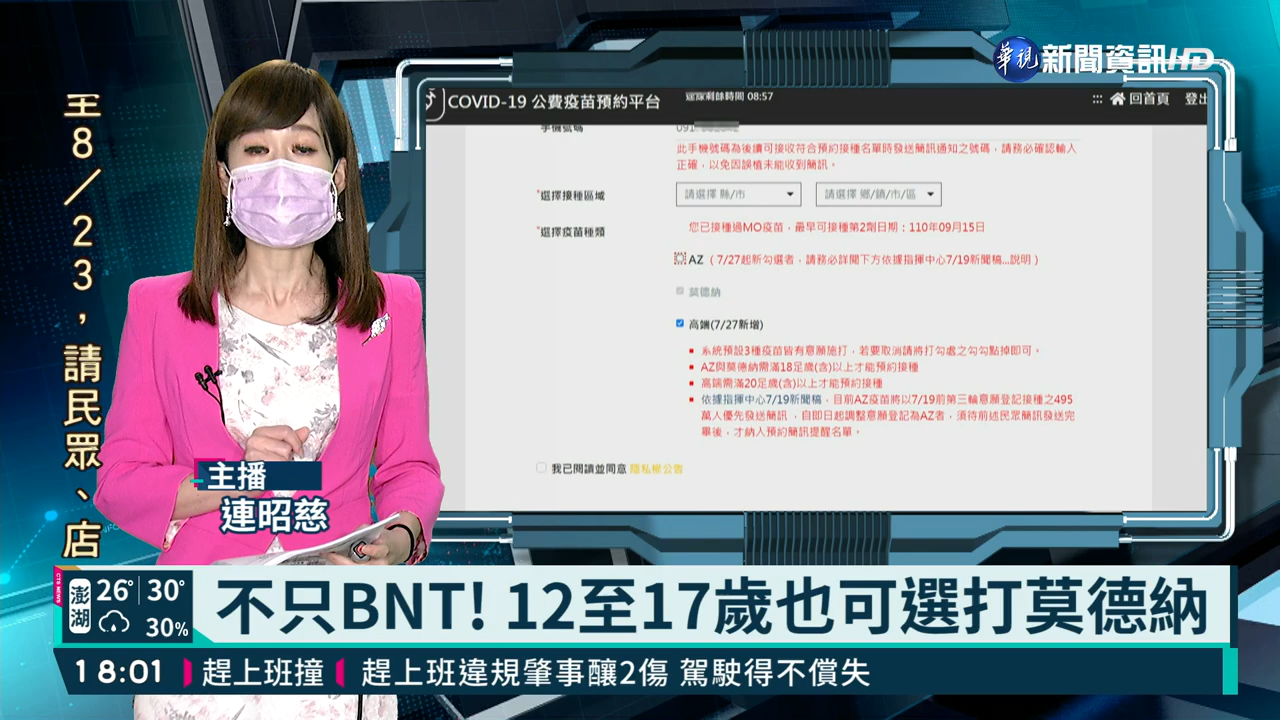 華視 新聞資訊HD
至8/23,請民眾、店
COVID-19 公費疫苗預約平台
連線剩餘時間 08:57
回首頁 登出
手機號碼
091
此手機號碼為後續可接收符合預約接種名單時發送簡訊通知之號碼,請務必確認輸入
正確,以免因誤植未能收到簡訊。
*選擇接種區域
請選擇 縣/市
請選擇 鄉/鎮/市/區
*選擇疫苗種類
您已接種過MO疫苗,最早可接種第2劑日期:110年09月15日
AZ(7/27起新勾選者,請務必詳閱下方依據指揮中心7/19新聞稿...說明)
莫德納
高端(7/27新增)
系統預設3種疫苗皆有意願施打,若要取消請將打勾處之勾勾點掉即可。
AZ與莫德納需滿18足歲(含)以上才能預約接種
高端需滿20足歲(含)以上才能預約接種
依據指揮中心7/19新聞稿,目前AZ疫苗將以7/19前第三輪意願登記接種之495
萬人優先發送簡訊,自即日起調整意願登記為AZ者,須待前述民眾簡訊發送完
畢後,才納入預約簡訊提醒名單。
我已閱讀並同意 隱私權公告
主播
連昭慈
CTS NEWS
澎湖
26° 30°
30%
不只BNT! 12至17歲也可選打莫德納
18:01 趕上班撞 趕上班違規肇事釀2傷 駕駛得不償失